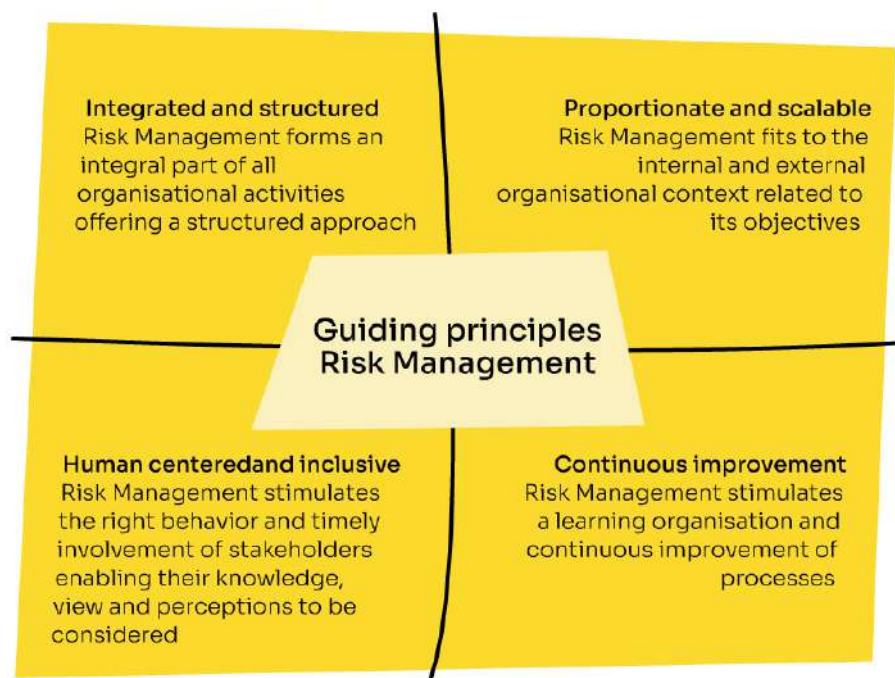 Integrated and structured
Risk Management forms an
integral part of all
organisational activities
offering a structured approach
Proportionate and scalable
Risk Management fits to the
internal and external
organisational context related to
its objectives
Guiding principles
Risk Management
Human centeredand inclusive
Risk Management stimulates
the right behavior and timely
involvement of stakeholders
enabling their knowledge,
view and perceptions to be
considered
Continuous improvement
Risk Management stimulates
a learning organisation and
continuous improvement of
processes